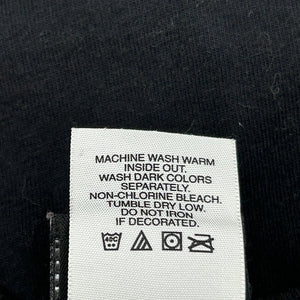 MACHINE WASH WARM
INSIDE OUT.
WASH DARK COLORS
SEPARATELY.
NON-CHLORINE BLEACH.
TUMBLE DRY LOW.
DO NOT IRON
IF DECORATED.